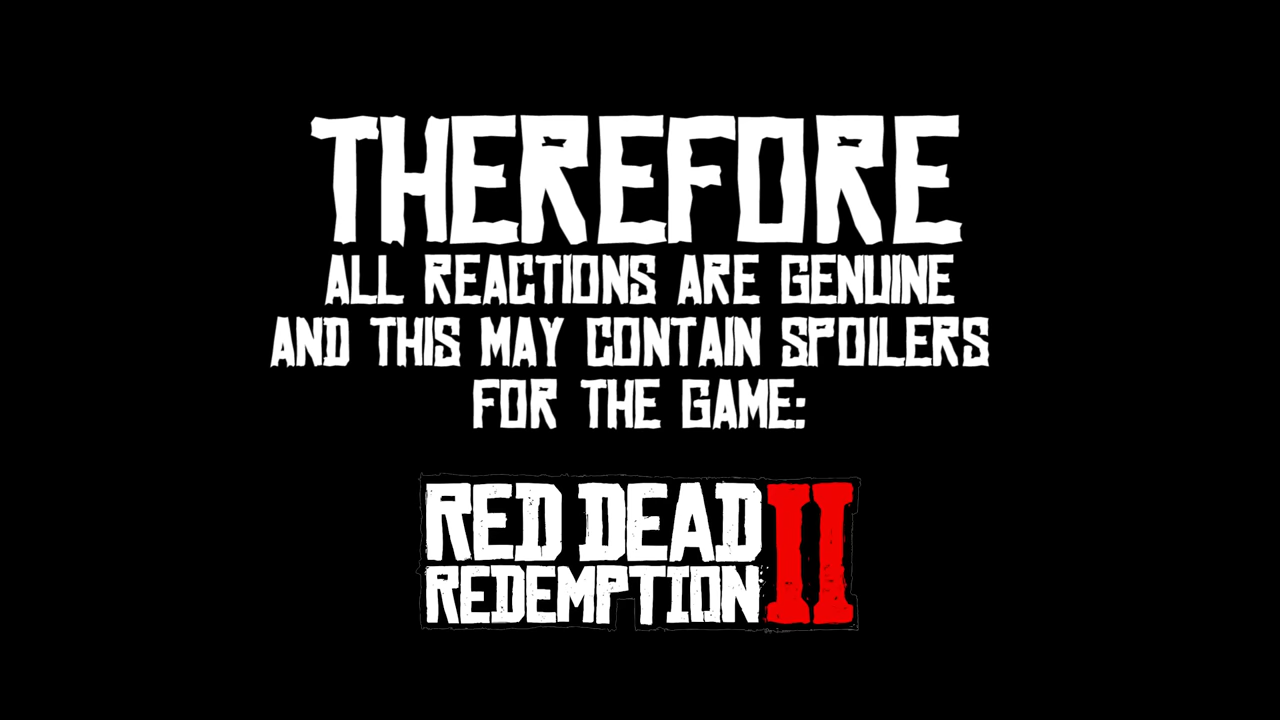 THEREFORE
ALL REACTIONS ARE GENUINE
AND THIS MAY CONTAIN SPOILERS
FOR THE GAME:
RED DEAD
REDEMPTION II